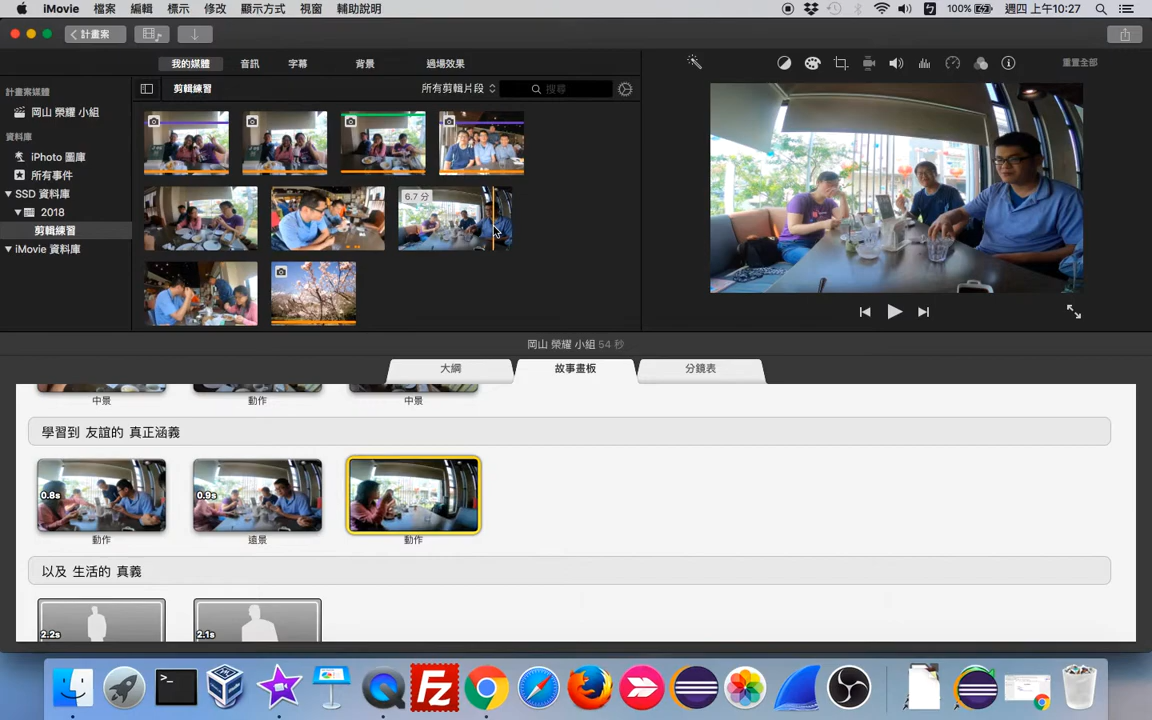 iMovie 檔案 編輯 標示 修改 顯示方式 視窗 輔助說明 100% 週四 上午10:27
計畫案
我的媒體 音訊 字幕 背景 過場效果 重置全部
計畫案媒體 剪輯練習 所有剪輯片段 搜尋
岡山 榮耀 小組
資料庫
iPhoto 圖庫
所有事件
SSD 資料庫
2018
剪輯練習
iMovie 資料庫
6.7 分
岡山 榮耀 小組 54 秒
大綱 故事畫板 分鏡表
中景 動作 中景
學習到 友誼的 真正涵義
0.8s 0.9s
動作 遠景 動作
以及 生活的 真義
2.2s 2.1s